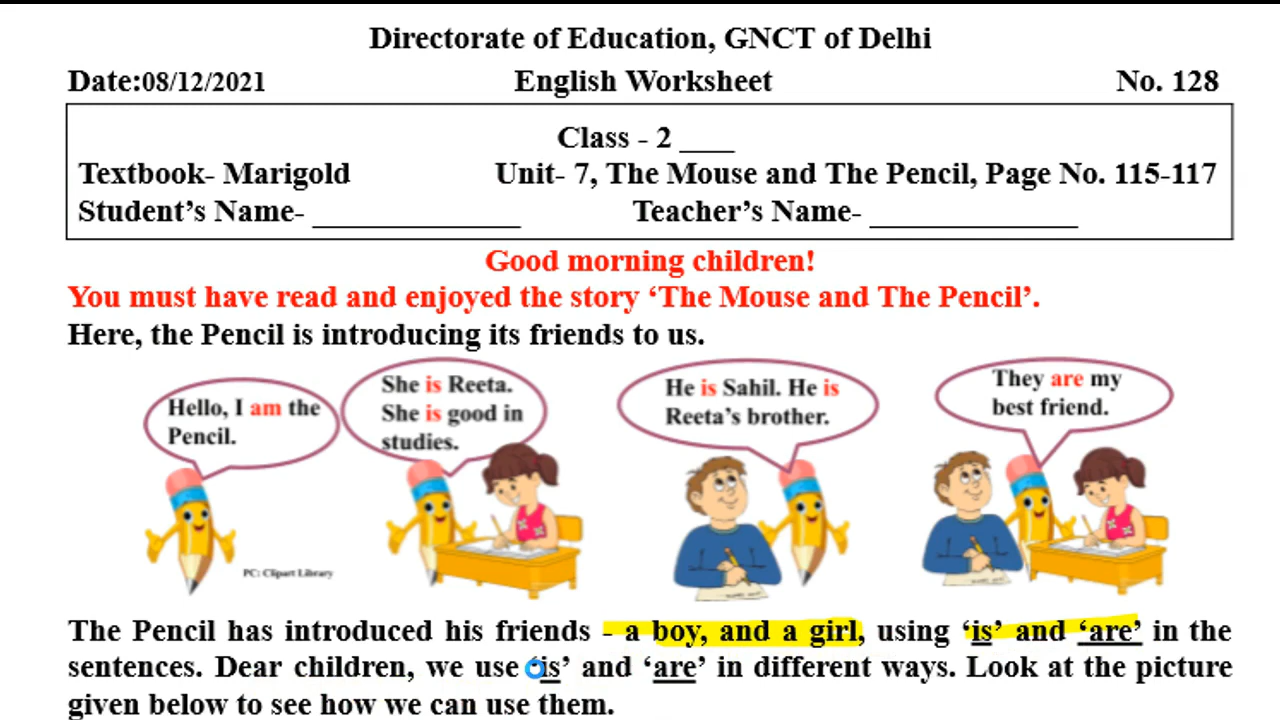 Directorate of Education, GNCT of Delhi
Date:08/12/2021 English Worksheet No. 128
Class - 2 ____
Textbook- Marigold Unit- 7, The Mouse and The Pencil, Page No. 115-117
Student’s Name- ______________ Teacher’s Name- ______________
Good morning children!
You must have read and enjoyed the story ‘The Mouse and The Pencil’.
Here, the Pencil is introducing its friends to us.
Hello, I am the
Pencil.
She is Reeta.
She is good in
studies.
He is Sahil. He is
Reeta’s brother.
They are my
best friend.
PC: Clipart Library
The Pencil has introduced his friends - a boy, and a girl, using ‘is’ and ‘are’ in the
sentences. Dear children, we use ‘is’ and ‘are’ in different ways. Look at the picture
given below to see how we can use them.